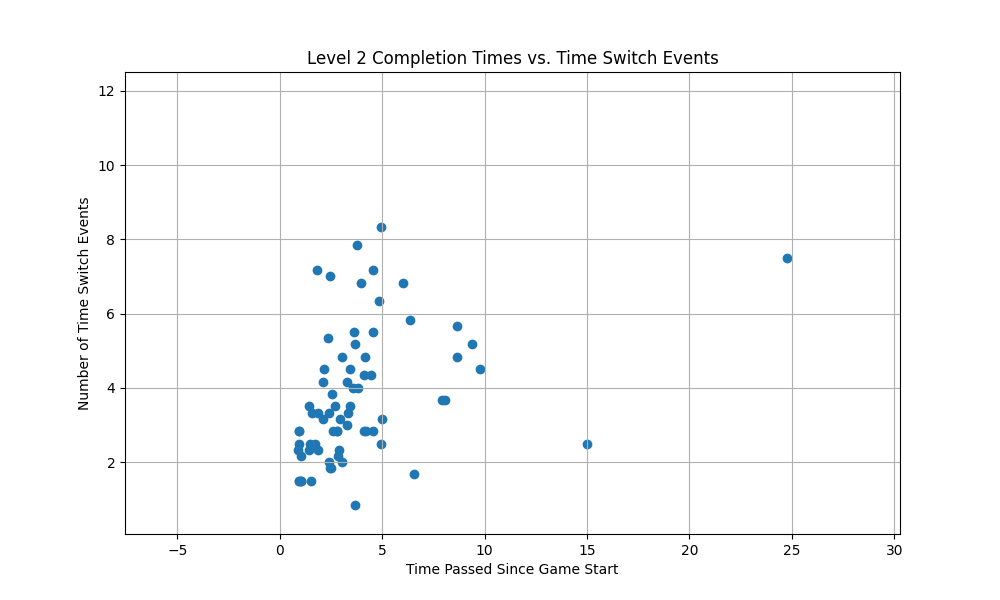 Level 2 Completion Times vs. Time Switch Events
12
10
8
6
4
2
Number of Time Switch Events
−5 0 5 10 15 20 25 30
Time Passed Since Game Start